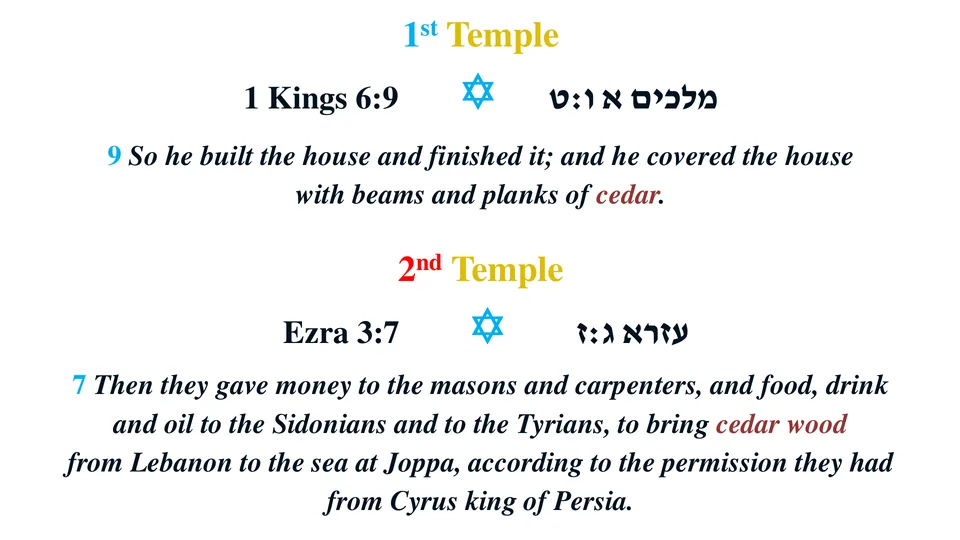 1st Temple
1 Kings 6:9 ✡ מלכים א ו:ט
9 So he built the house and finished it; and he covered the house
with beams and planks of cedar.
2nd Temple
Ezra 3:7 ✡ עזרא ג:ז
7 Then they gave money to the masons and carpenters, and food, drink
and oil to the Sidonians and to the Tyrians, to bring cedar wood
from Lebanon to the sea at Joppa, according to the permission they had
from Cyrus king of Persia.